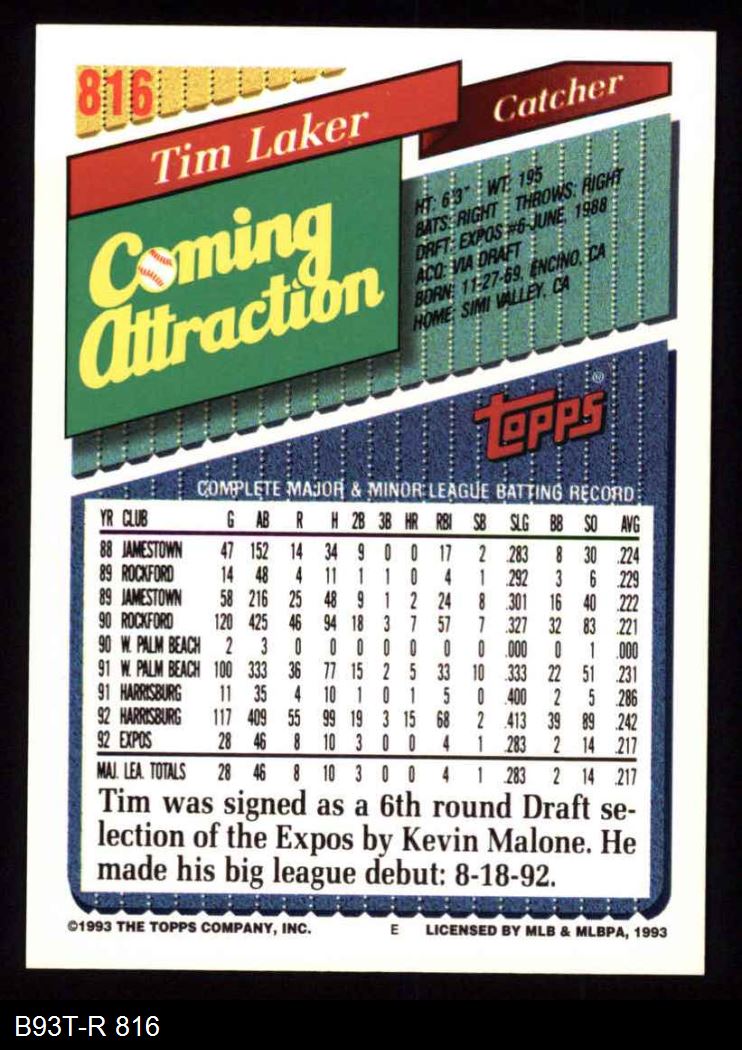 816
Tim Laker
Catcher
Coming
Attraction
HT: 6'3" WT: 195
BATS: RIGHT THROWS: RIGHT
DRFT: EXPOS #6-JUNE, 1988
ACQ: VIA DRAFT
BORN: 11-27-69, ENCINO, CA
HOME: SIMI VALLEY, CA
TOPPS®
COMPLETE MAJOR & MINOR LEAGUE BATTING RECORD
YR CLUB G AB R H 2B 3B HR RBI SB SLG BB SO AVG
88 JAMESTOWN 47 152 14 34 9 0 0 17 2 .283 8 30 .224
89 ROCKFORD 14 48 4 11 1 1 0 4 1 .292 3 6 .229
89 JAMESTOWN 58 216 25 48 9 1 2 24 8 .301 16 40 .222
90 ROCKFORD 120 425 46 94 18 3 7 57 7 .327 32 83 .221
90 W. PALM BEACH 2 3 0 0 0 0 0 0 0 .000 0 1 .000
91 W. PALM BEACH 100 333 36 77 15 2 5 33 10 .333 22 51 .231
91 HARRISBURG 11 35 4 10 1 0 1 5 0 .400 2 5 .286
92 HARRISBURG 117 409 55 99 19 3 15 68 2 .413 39 89 .242
92 EXPOS 28 46 8 10 3 0 0 4 1 .283 2 14 .217
MAJ. LEA. TOTALS 28 46 8 10 3 0 0 4 1 .283 2 14 .217
Tim was signed as a 6th round Draft se-
lection of the Expos by Kevin Malone. He
made his big league debut: 8-18-92.
©1993 THE TOPPS COMPANY, INC. E LICENSED BY MLB & MLBPA, 1993
B93T-R 816